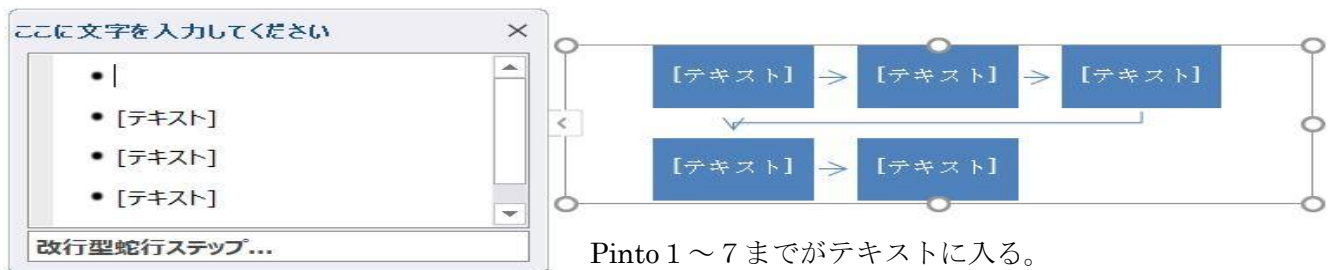 ここに文字を入力してください
[テキスト]
[テキスト]
[テキスト]
改行型蛇行ステップ...
[テキスト] [テキスト] [テキスト]
[テキスト] [テキスト]
Pinto１～７までがテキストに入る。